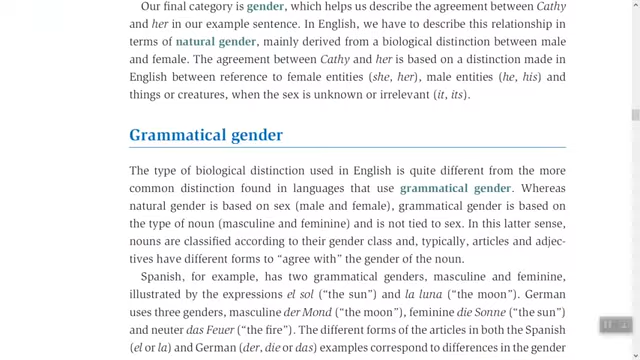 Our final category is gender, which helps us describe the agreement between Cathy
and her in our example sentence. In English, we have to describe this relationship in
terms of natural gender, mainly derived from a biological distinction between male
and female. The agreement between Cathy and her is based on a distinction made in
English between reference to female entities (she, her), male entities (he, his) and
things or creatures, when the sex is unknown or irrelevant (it, its).
Grammatical gender
The type of biological distinction used in English is quite different from the more
common distinction found in languages that use grammatical gender. Whereas
natural gender is based on sex (male and female), grammatical gender is based on
the type of noun (masculine and feminine) and is not tied to sex. In this latter sense,
nouns are classified according to their gender class and, typically, articles and adjec-
tives have different forms to “agree with” the gender of the noun.
Spanish, for example, has two grammatical genders, masculine and feminine,
illustrated by the expressions el sol (“the sun”) and la luna (“the moon”). German
uses three genders, masculine der Mond (“the moon”), feminine die Sonne (“the sun”)
and neuter das Feuer (“the fire”). The different forms of the articles in both the Spanish
(el or la) and German (der, die or das) examples correspond to differences in the gender